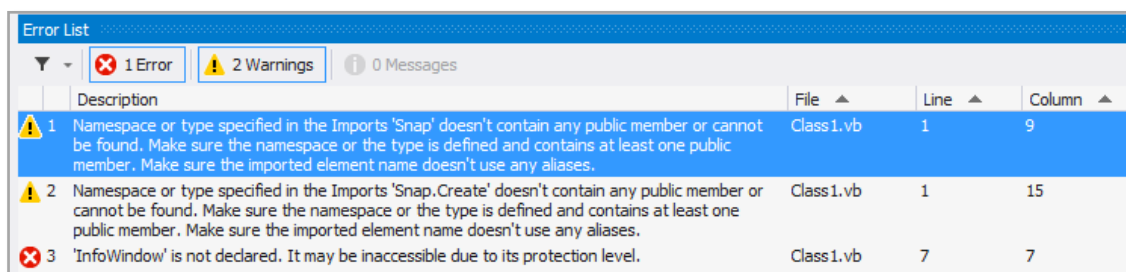 Error List
1 Error 2 Warnings 0 Messages
Description File Line Column
1 Namespace or type specified in the Imports 'Snap' doesn't contain any public member or cannot Class1.vb 1 9
be found. Make sure the namespace or the type is defined and contains at least one public
member. Make sure the imported element name doesn't use any aliases.
2 Namespace or type specified in the Imports 'Snap.Create' doesn't contain any public member or Class1.vb 1 15
cannot be found. Make sure the namespace or the type is defined and contains at least one
public member. Make sure the imported element name doesn't use any aliases.
3 'InfoWindow' is not declared. It may be inaccessible due to its protection level. Class1.vb 7 7